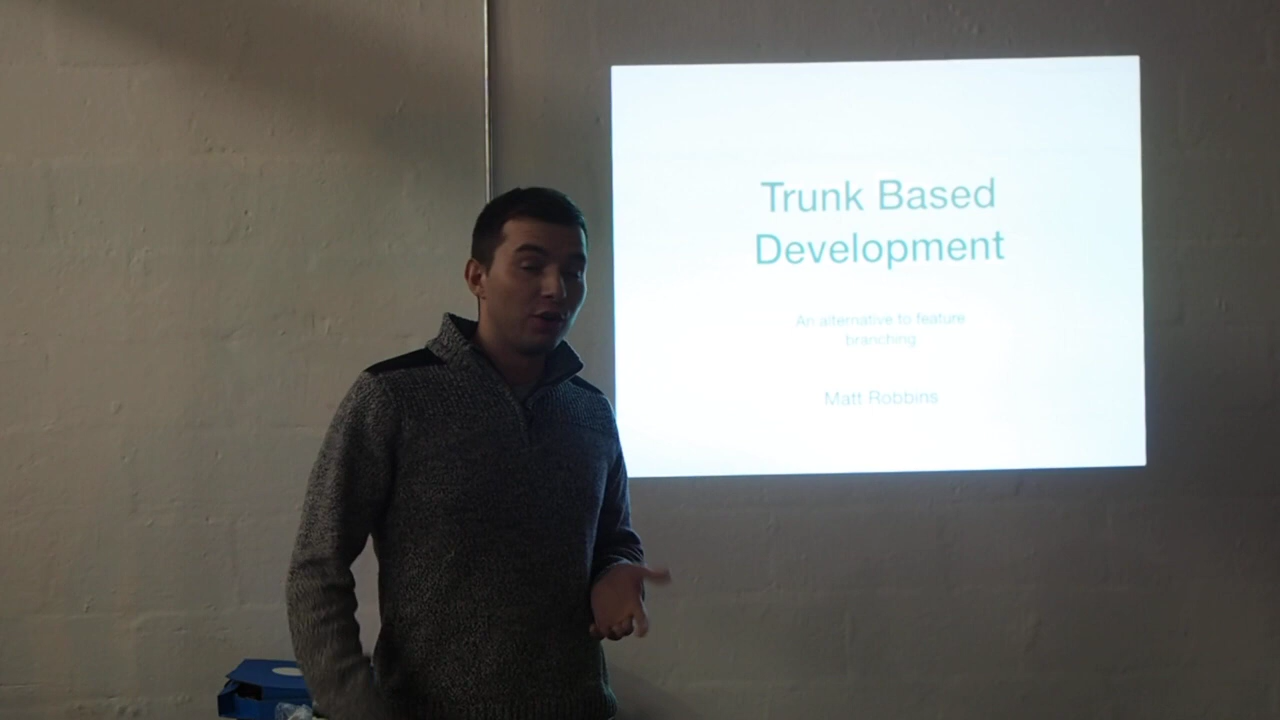 Trunk Based
Development
An alternative to feature
branching
Matt Robbins